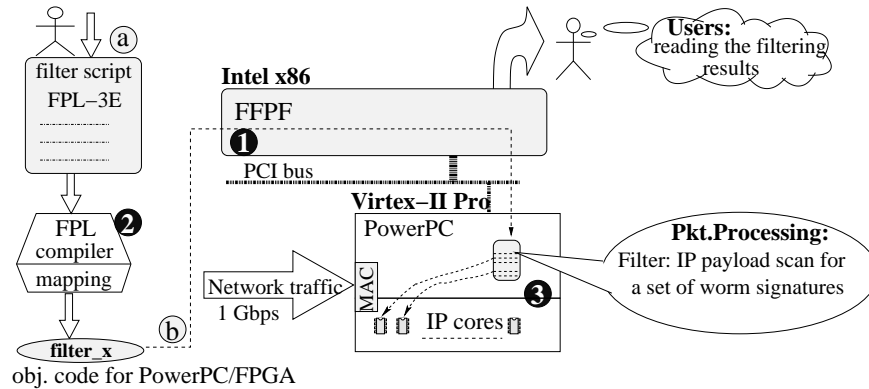 a
filter script
FPL−3E
FPL
compiler
2
mapping
b
filter_x
obj. code for PowerPC/FPGA
Intel x86
FFPF
1
PCI bus
Users:
reading the filtering
results
Virtex−II Pro
PowerPC
MAC
Network traffic
1 Gbps
3
IP cores
Pkt.Processing:
Filter: IP payload scan for
a set of worm signatures